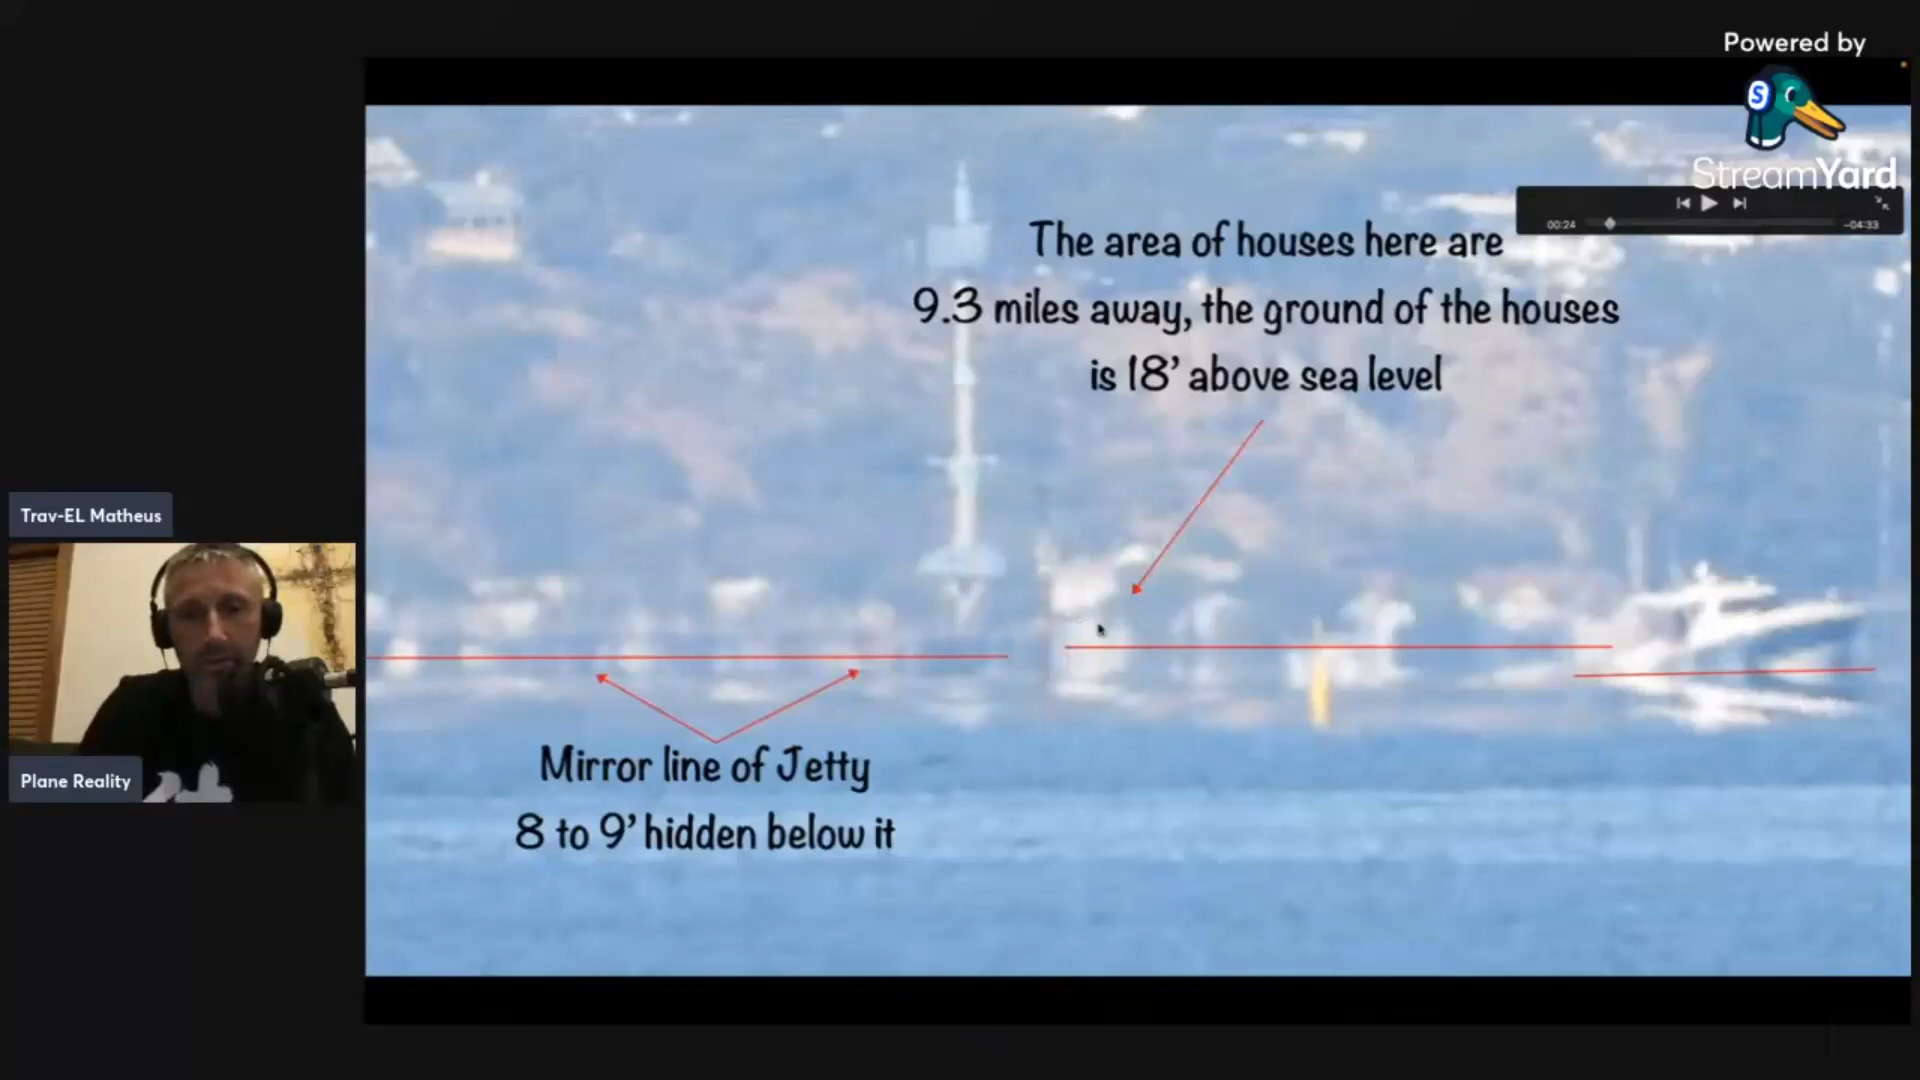 Powered by
S
StreamYard
00:24
-04:33
The area of houses here are
9.3 miles away, the ground of the houses
is 18' above sea level
Trav-EL Matheus
Plane Reality
Mirror line of Jetty
8 to 9' hidden below it